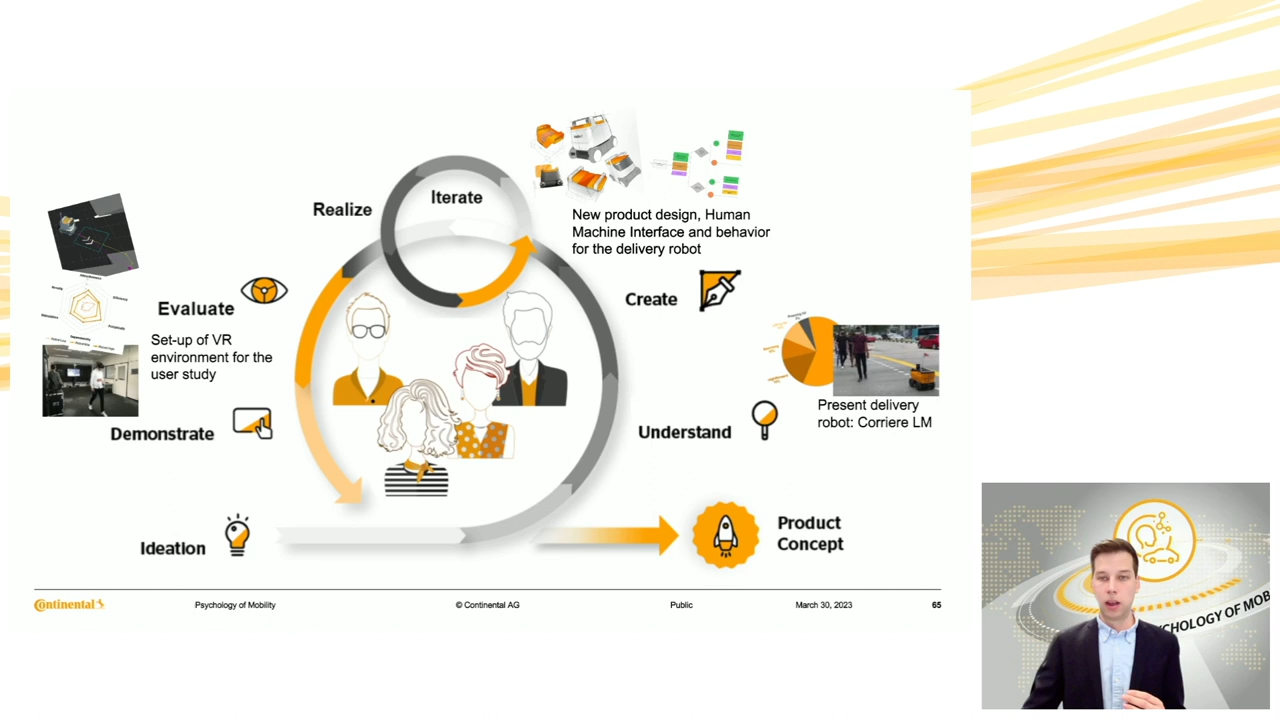 Iterate
Realize
New product design, Human
Machine Interface and behavior
for the delivery robot
Evaluate
Create
Set-up of VR
environment for the
user study
Present delivery
robot: Corriere LM
Demonstrate
Understand
Ideation
Product
Concept
Continental
Psychology of Mobility
© Continental AG
Public
March 30, 2023
65
YCHOLOGY OF MOB